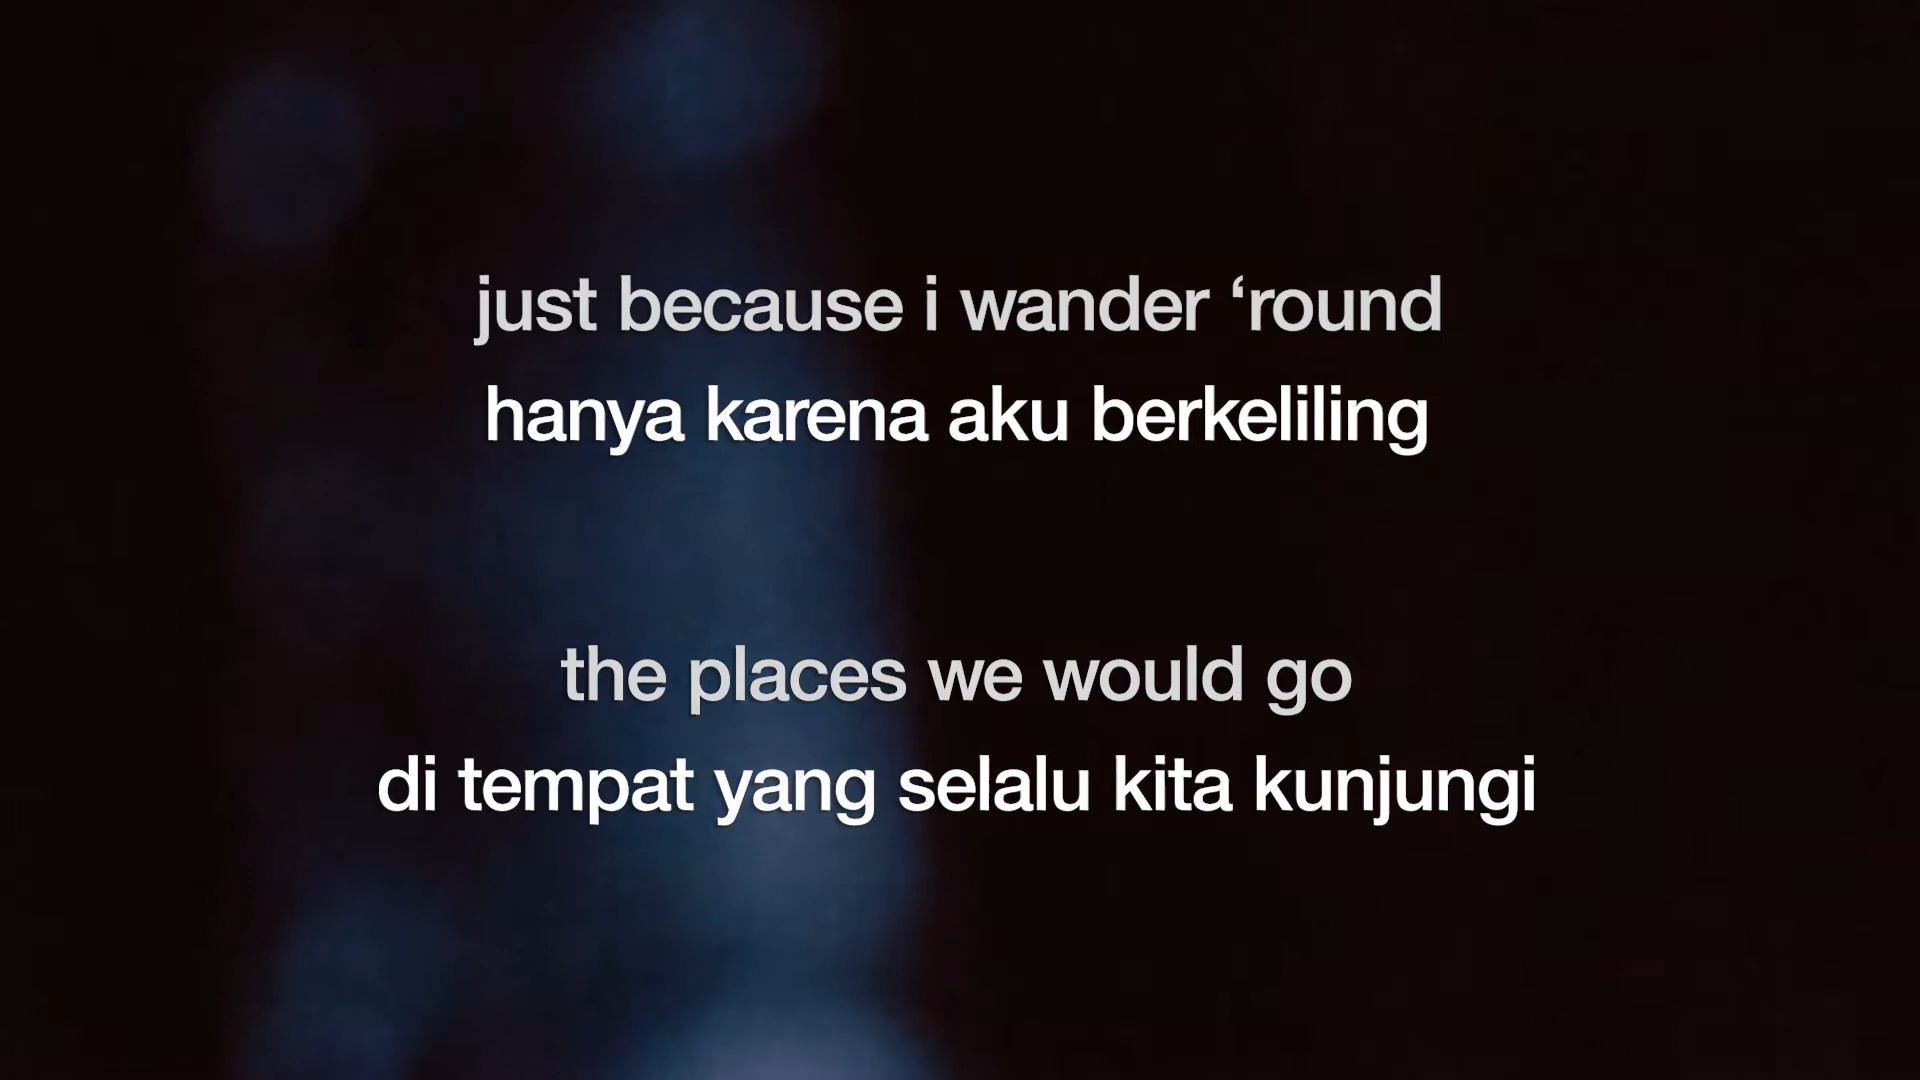 just because i wander ‘round
hanya karena aku berkeliling
the places we would go
di tempat yang selalu kita kunjungi